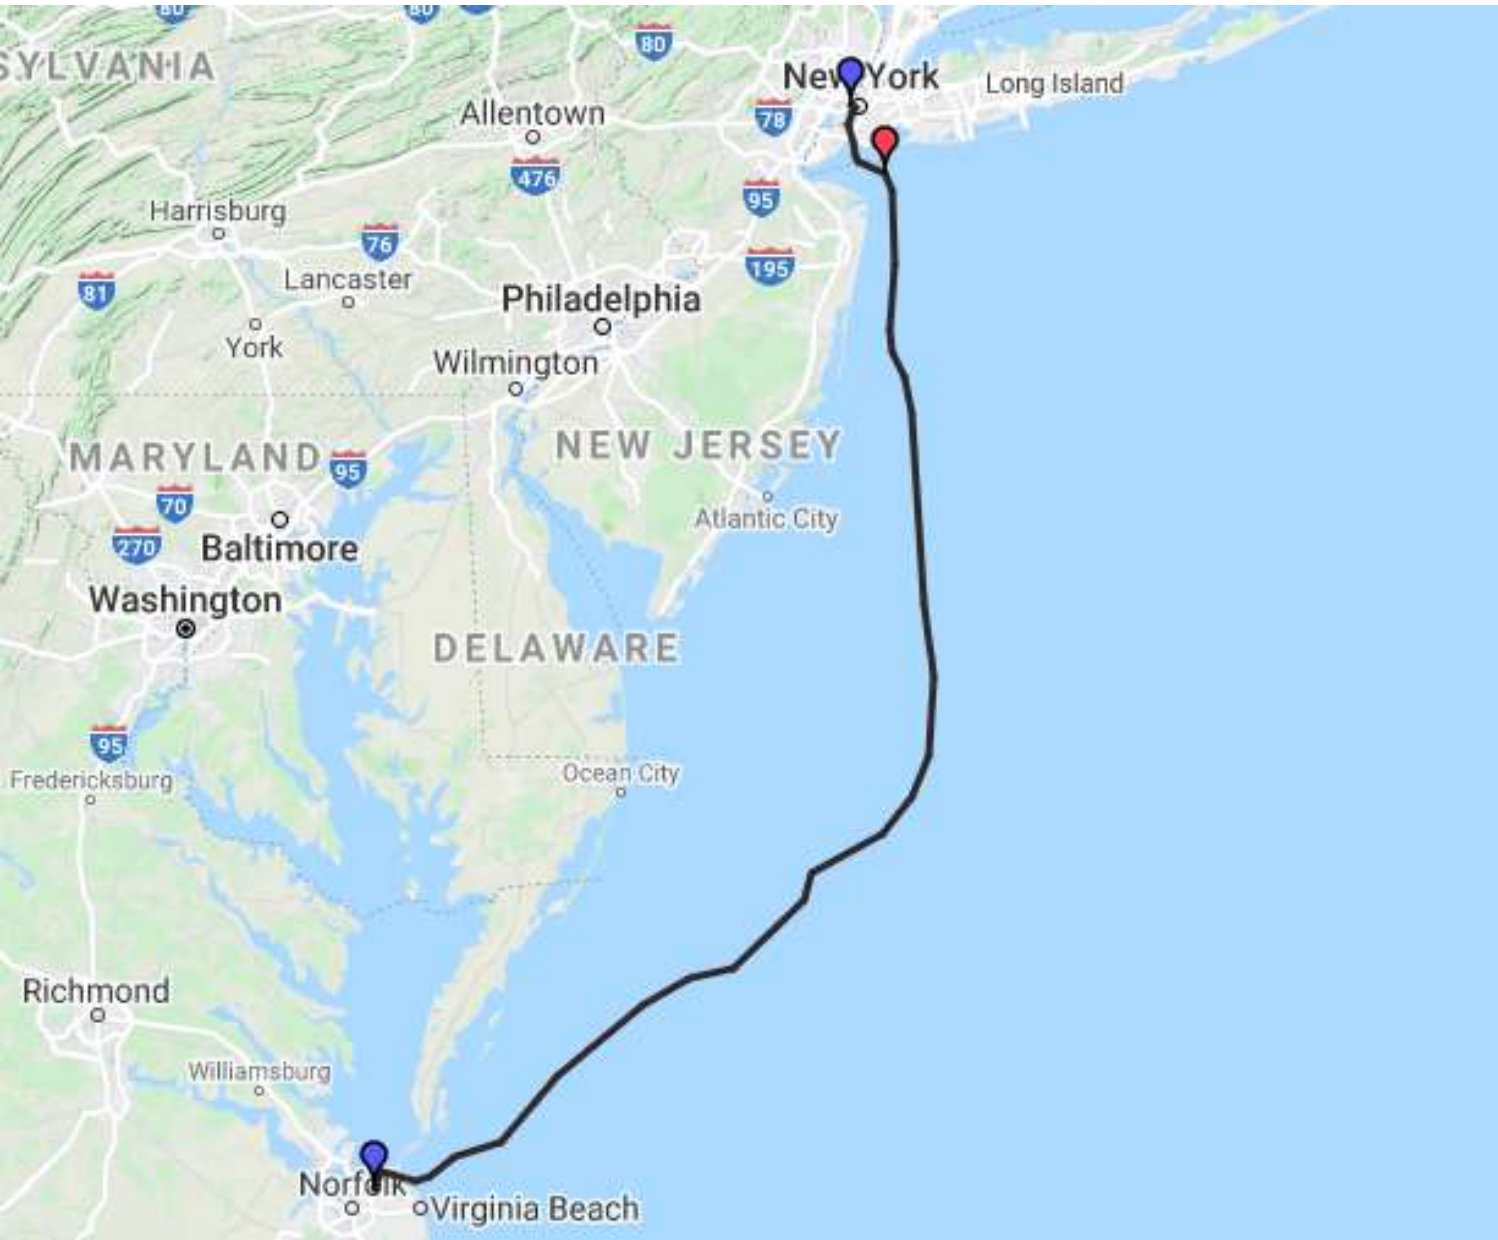 80
80
80
SYLVANIA
New York
Long Island
Allentown
78
476
95
Harrisburg
76
195
81
Lancaster
Philadelphia
York
Wilmington
MARYLAND
95
NEW JERSEY
70
Atlantic City
270
Baltimore
Washington
DELAWARE
95
Fredericksburg
Ocean City
Richmond
Williamsburg
Norfolk
Virginia Beach